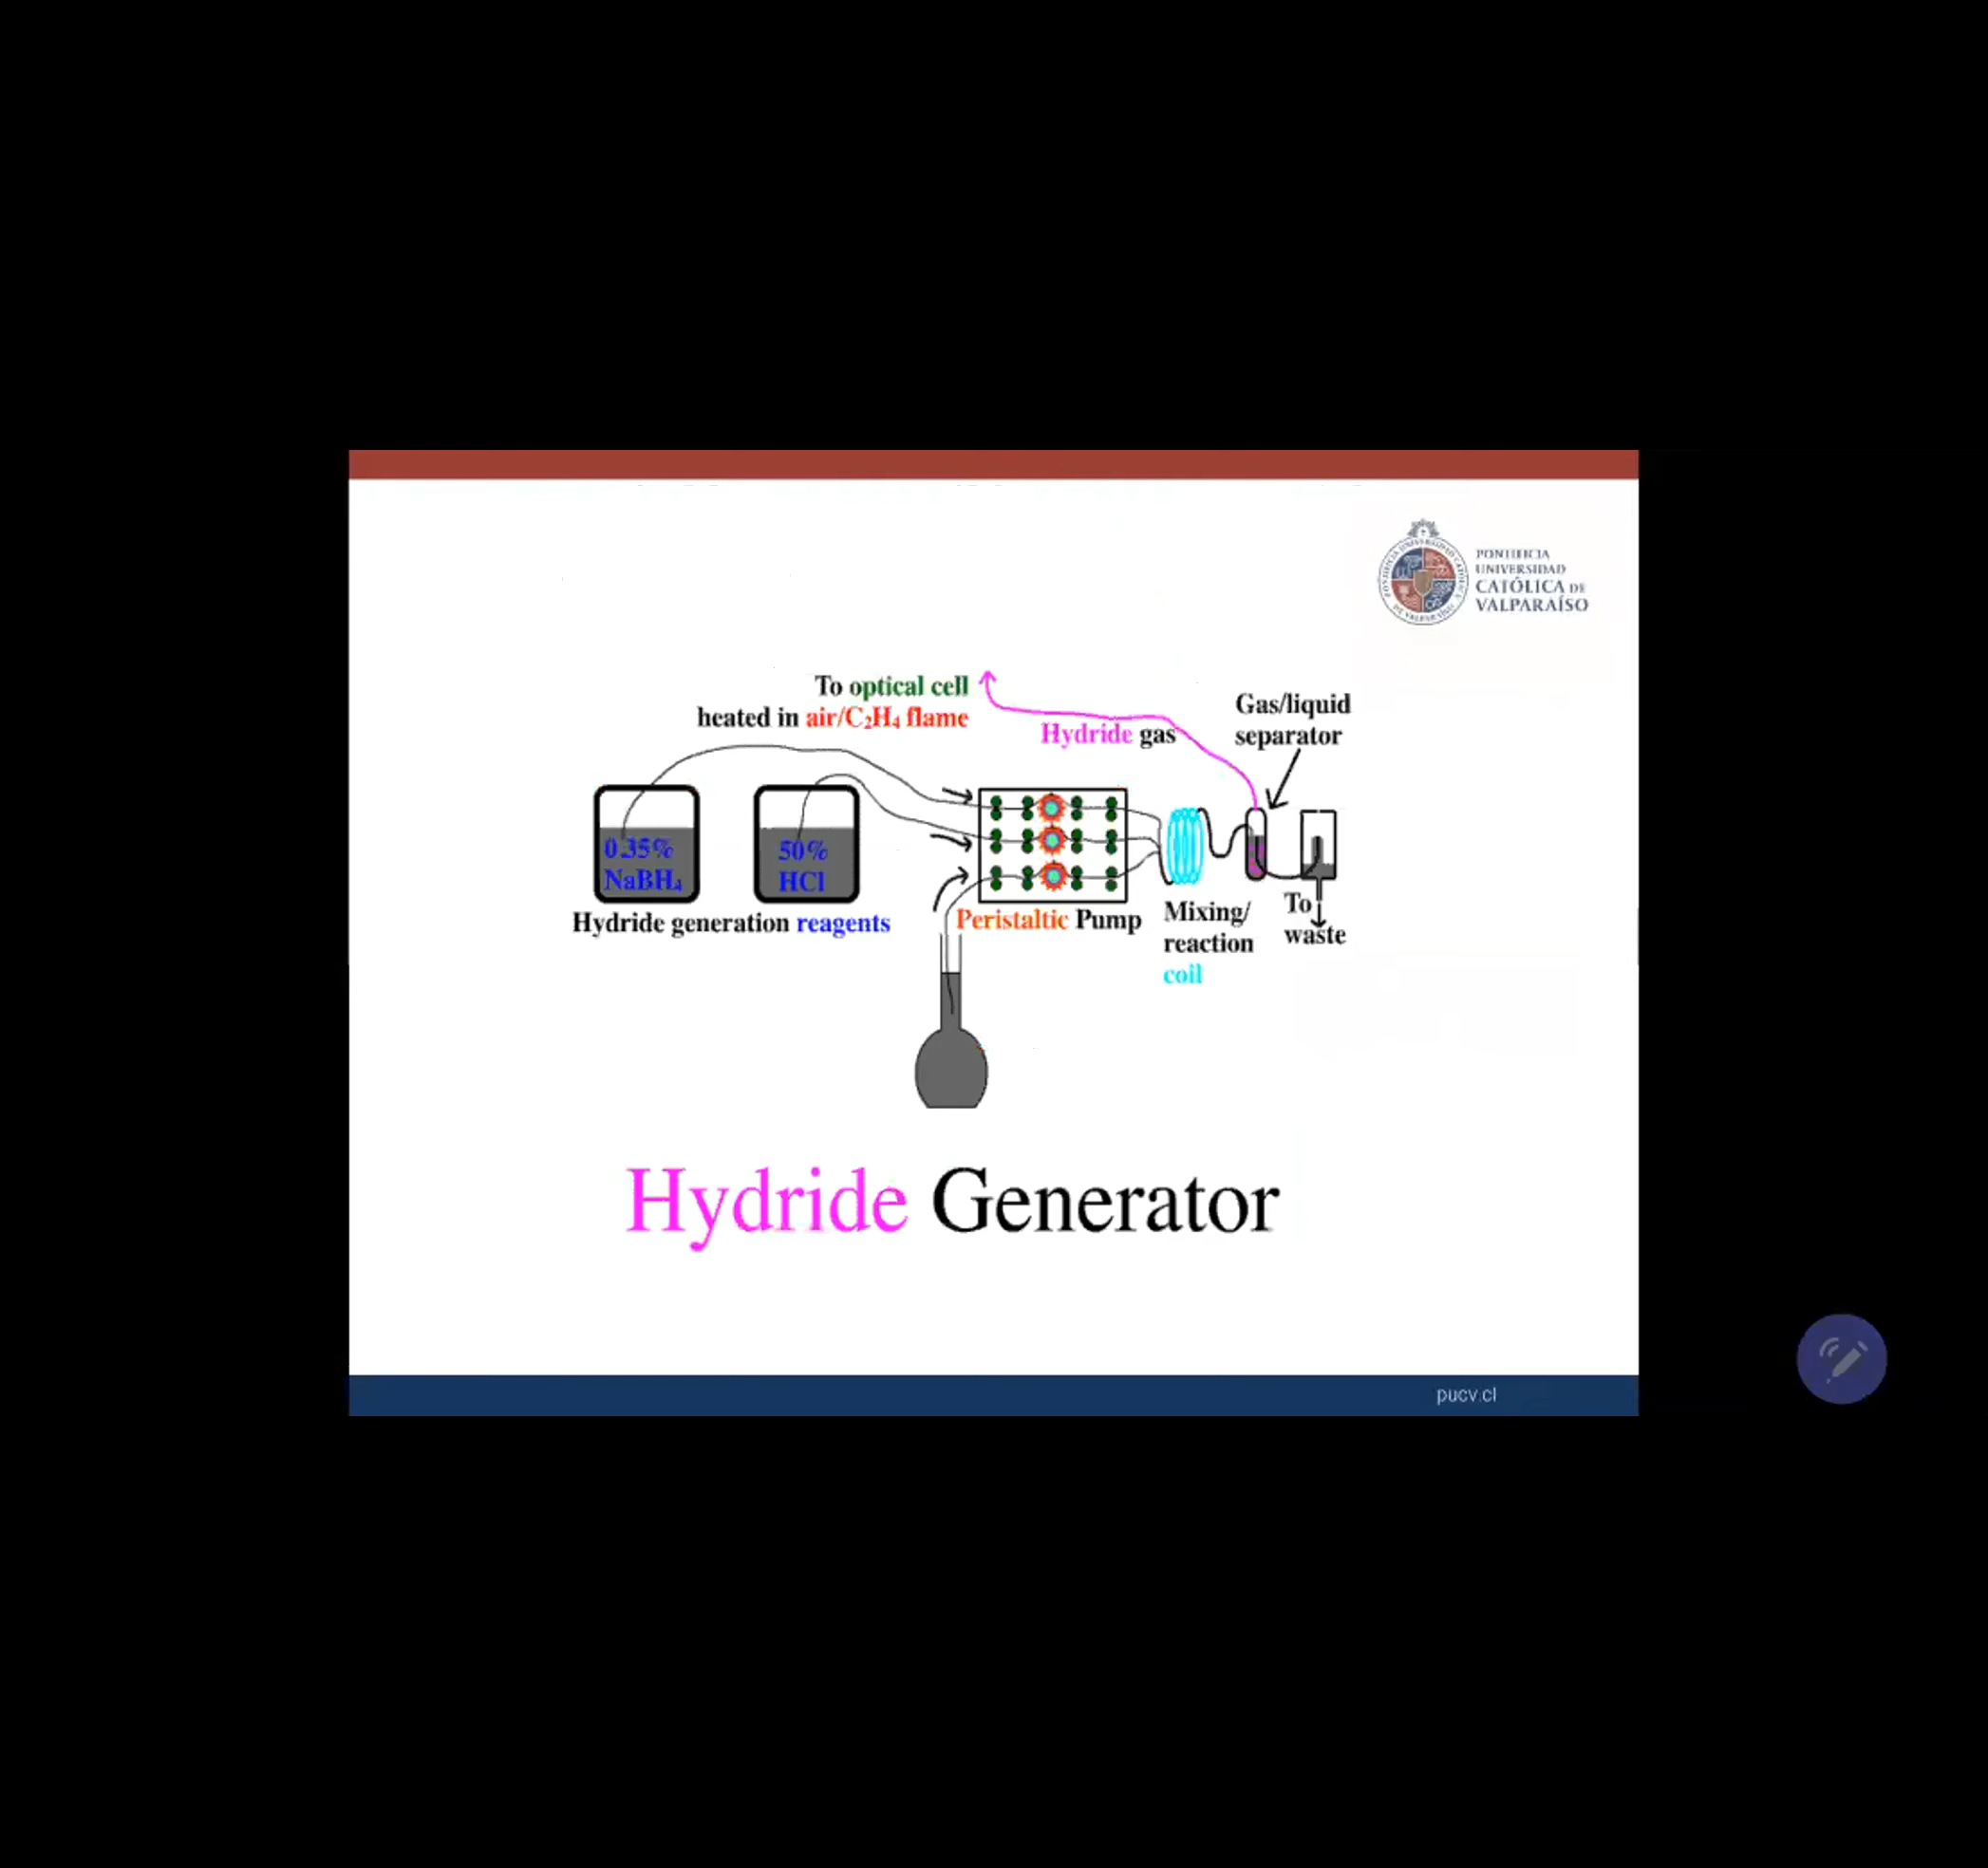 PONTIFICIA
UNIVERSIDAD
CATÓLICA DE
VALPARAÍSO
To optical cell
heated in air/C₂H₄ flame
Hydride gas
Gas/liquid
separator
0.35%
NaBH₄
50%
HCl
Hydride generation reagents
Peristaltic Pump
Mixing/
reaction
coil
To
waste
Hydride Generator
pucv.cl